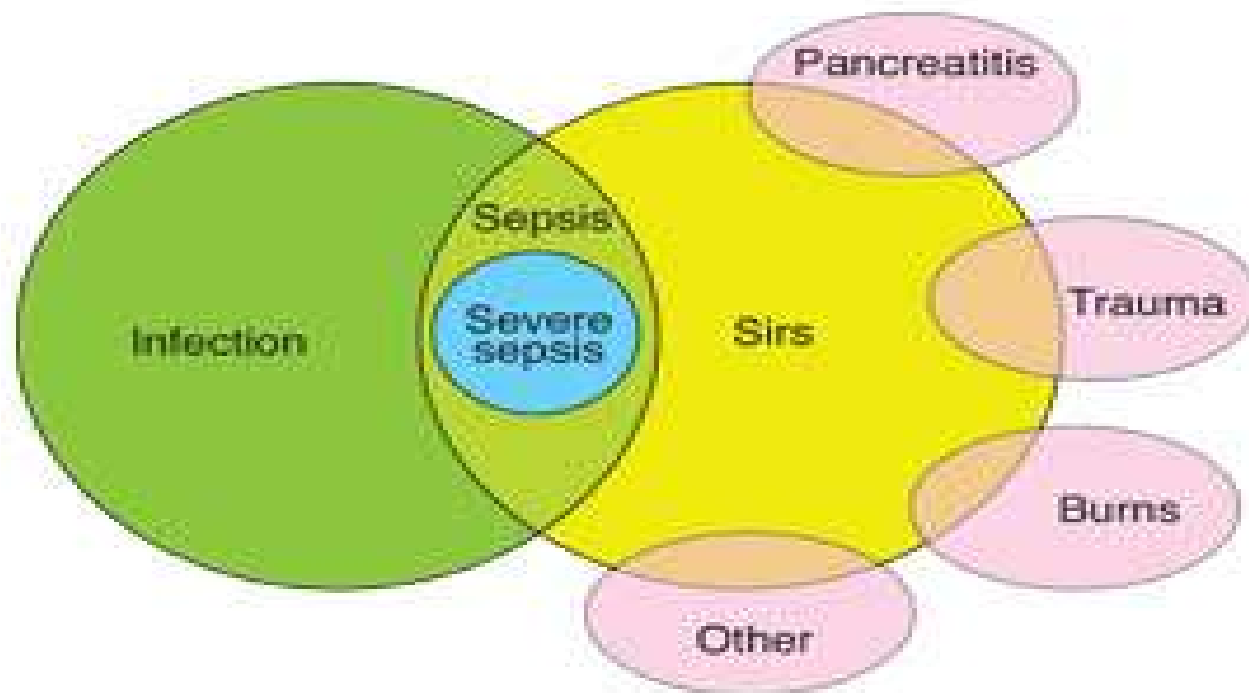 Pancreatitis
Sepsis
Severe
sepsis
Infection
Sirs
Trauma
Burns
Other